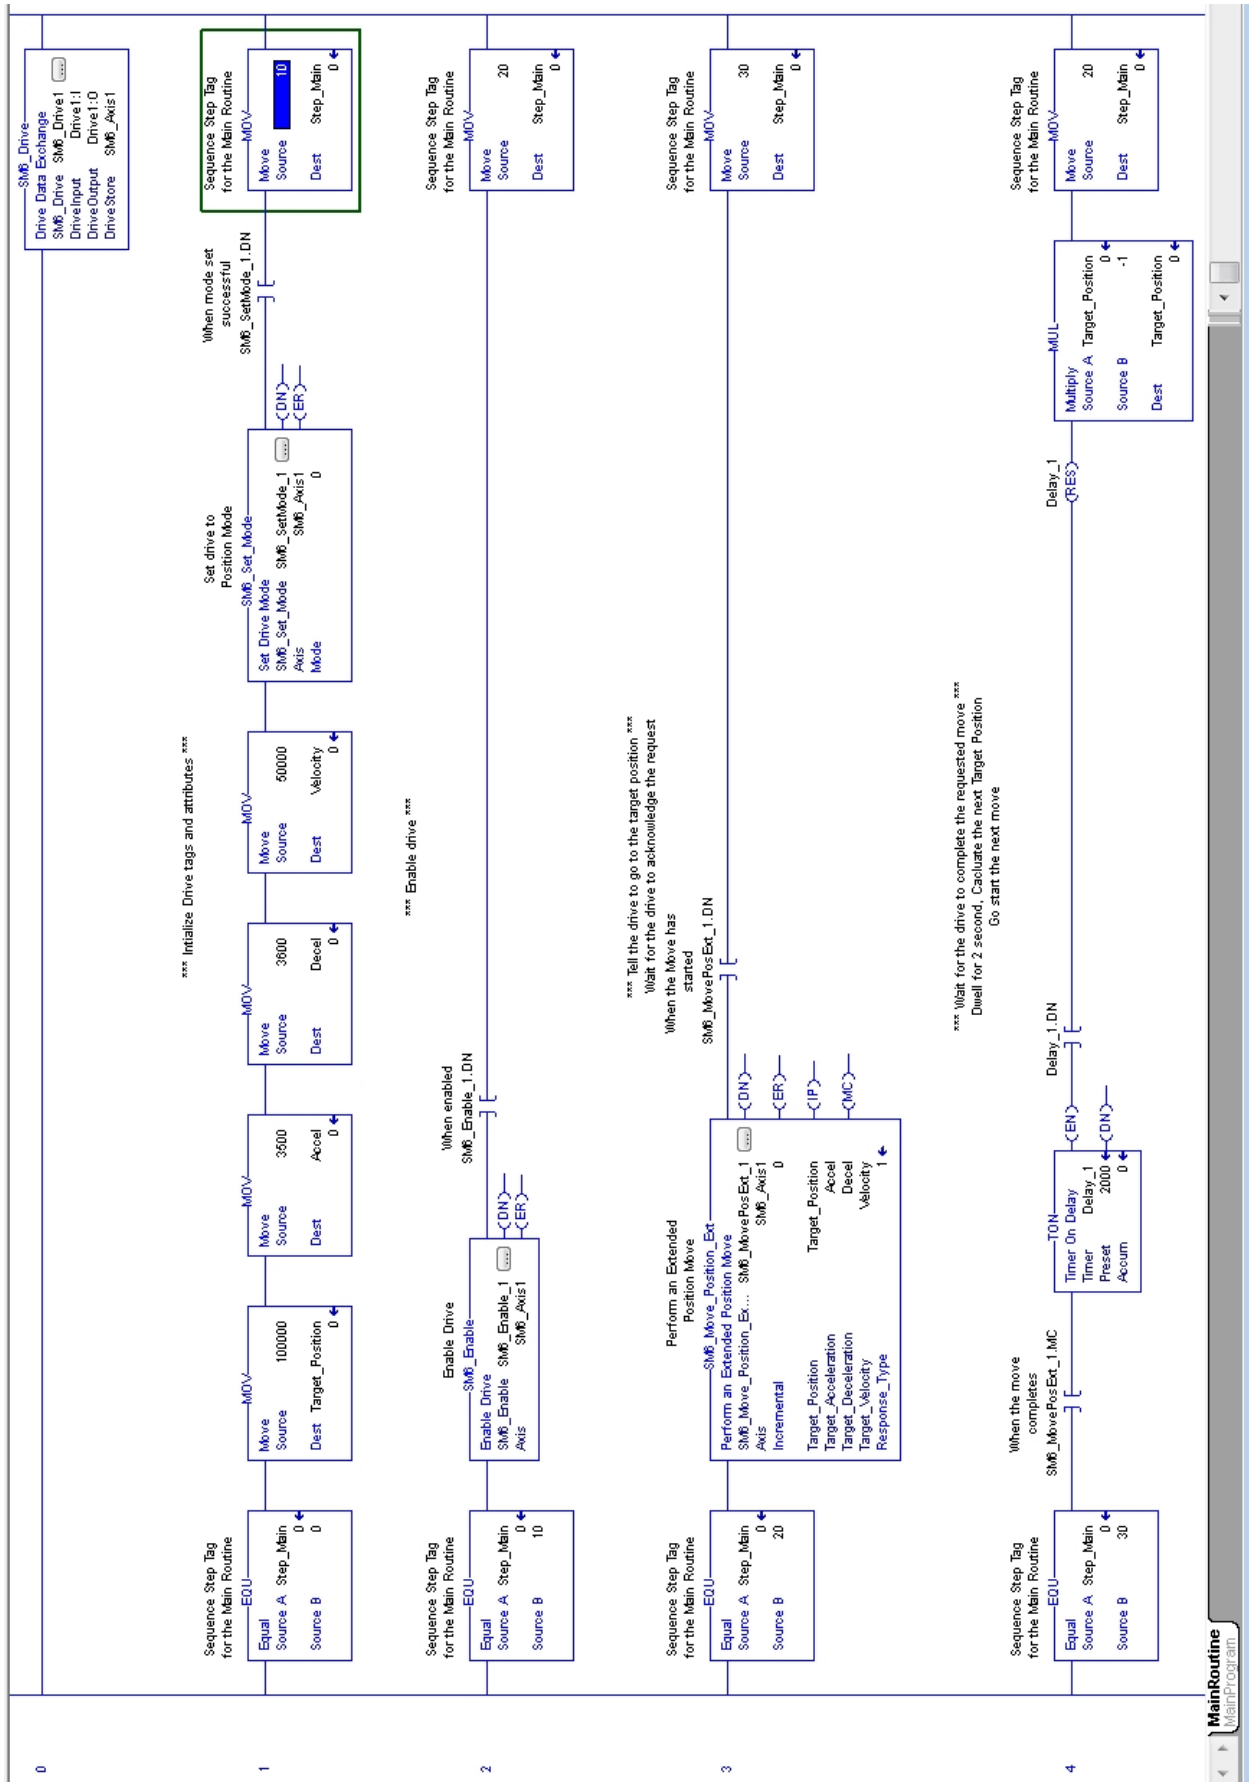 0
SM6_Drive
Drive Data Exchange
SM6_Drive SM6_Drive1 ...
DriveInput Drive1:I
DriveOutput Drive1:O
DriveStore SM6_Axis1
1
*** Intialize Drive tags and attributes ***
Sequence Step Tag
for the Main Routine
EQU
Equal
Source A Step_Main
0
Source B 0
MOV
Move
Source 100000
Dest Target_Position
0
MOV
Move
Source 3500
Dest Accel
0
MOV
Move
Source 3600
Dest Decel
0
MOV
Move
Source 50000
Dest Velocity
0
Set drive to
Position Mode
SM6_Set_Mode
Set Drive Mode
SM6_Set_Mode SM6_SetMode_1 ...
Axis SM6_Axis1
Mode 0
DN
ER
When mode set
successful
SM6_SetMode_1.DN
Sequence Step Tag
for the Main Routine
MOV
Move
Source 10
Dest Step_Main
0
2
*** Enable drive ***
Sequence Step Tag
for the Main Routine
EQU
Equal
Source A Step_Main
0
Source B 10
Enable Drive
SM6_Enable
Enable Drive
SM6_Enable SM6_Enable_1 ...
Axis SM6_Axis1
DN
ER
When enabled
SM6_Enable_1.DN
Sequence Step Tag
for the Main Routine
MOV
Move
Source 20
Dest Step_Main
0
3
*** Tell the drive to go to the target position ***
Wait for the drive to acknowledge the request
Sequence Step Tag
for the Main Routine
EQU
Equal
Source A Step_Main
0
Source B 20
Perform an Extended
Position Move
SM6_Move_Position_Ext
Perform an Extended Position Move
SM6_Move_Position_Ex... SM6_MovePosExt_1 ...
Axis SM6_Axis1
Incremental 0
Target_Position Target_Position
Target_Acceleration Accel
Target_Deceleration Decel
Target_Velocity Velocity
Response_Type 1
DN
ER
IP
MC
When the Move has
started
SM6_MovePosExt_1.DN
Sequence Step Tag
for the Main Routine
MOV
Move
Source 30
Dest Step_Main
0
4
*** Wait for the drive to complete the requested move ***
Dwell for 2 second, Cacluate the next Target Position
Go start the next move
Sequence Step Tag
for the Main Routine
EQU
Equal
Source A Step_Main
0
Source B 30
When the move
completes
SM6_MovePosExt_1.MC
TON
Timer On Delay
Timer Delay_1
Preset 2000
Accum 0
EN
DN
Delay_1.DN
Delay_1
RES
MUL
Multiply
Source A Target_Position
0
Source B -1
Dest Target_Position
0
Sequence Step Tag
for the Main Routine
MOV
Move
Source 20
Dest Step_Main
0
MainRoutine
MainProgram